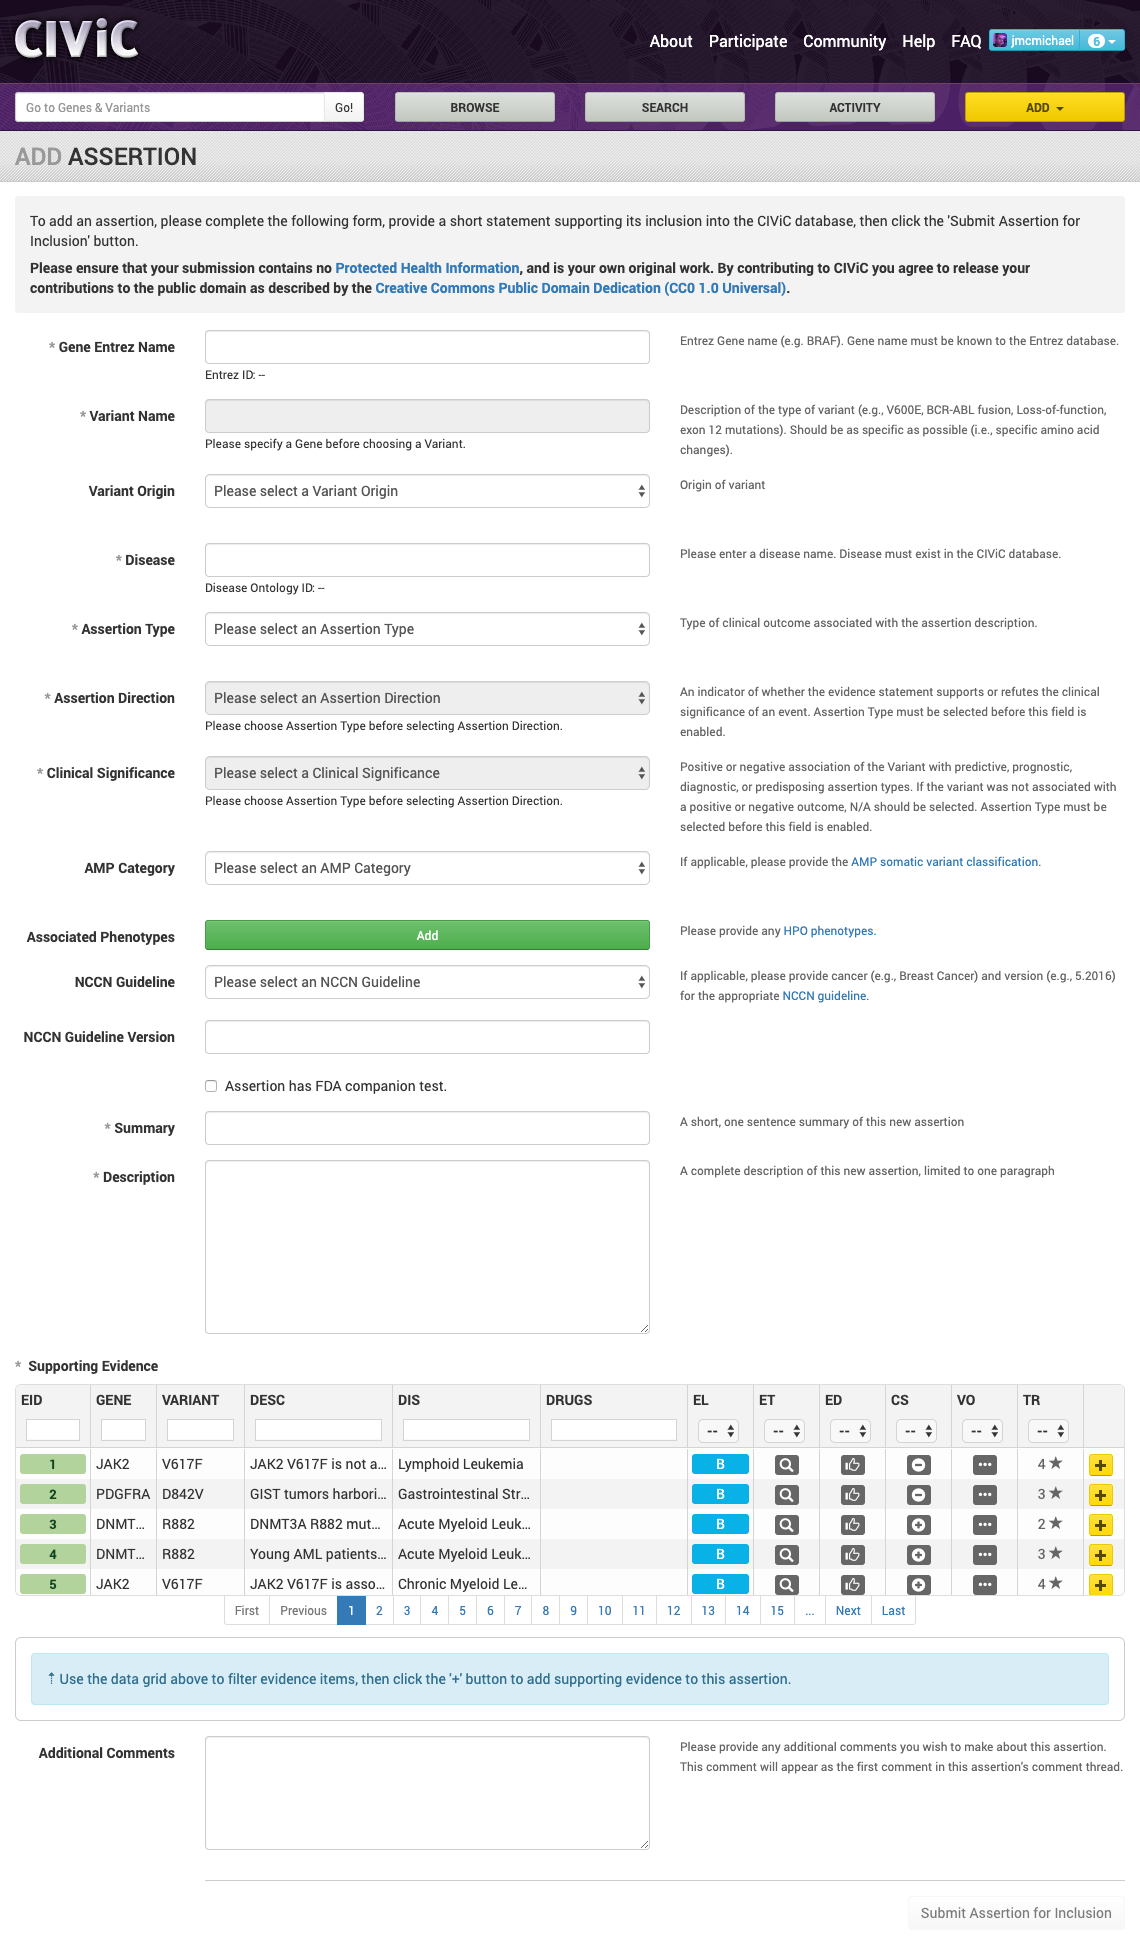 CIViC
About Participate Community Help FAQ jmcmichael 6
Go to Genes & Variants Go! BROWSE SEARCH ACTIVITY ADD
ADD ASSERTION
To add an assertion, please complete the following form, provide a short statement supporting its inclusion into the CIViC database, then click the 'Submit Assertion for
Inclusion' button.
Please ensure that your submission contains no Protected Health Information, and is your own original work. By contributing to CIViC you agree to release your
contributions to the public domain as described by the Creative Commons Public Domain Dedication (CC0 1.0 Universal).
* Gene Entrez Name
Entrez ID: --
Entrez Gene name (e.g. BRAF). Gene name must be known to the Entrez database.
* Variant Name
Please specify a Gene before choosing a Variant.
Description of the type of variant (e.g., V600E, BCR-ABL fusion, Loss-of-function,
exon 12 mutations). Should be as specific as possible (i.e., specific amino acid
changes).
Variant Origin
Please select a Variant Origin
Origin of variant
* Disease
Disease Ontology ID: --
Please enter a disease name. Disease must exist in the CIViC database.
* Assertion Type
Please select an Assertion Type
Type of clinical outcome associated with the assertion description.
* Assertion Direction
Please select an Assertion Direction
Please choose Assertion Type before selecting Assertion Direction.
An indicator of whether the evidence statement supports or refutes the clinical
significance of an event. Assertion Type must be selected before this field is
enabled.
* Clinical Significance
Please select a Clinical Significance
Please choose Assertion Type before selecting Assertion Direction.
Positive or negative association of the Variant with predictive, prognostic,
diagnostic, or predisposing assertion types. If the variant was not associated with
a positive or negative outcome, N/A should be selected. Assertion Type must be
selected before this field is enabled.
AMP Category
Please select an AMP Category
If applicable, please provide the AMP somatic variant classification.
Associated Phenotypes
Add
Please provide any HPO phenotypes.
NCCN Guideline
Please select an NCCN Guideline
If applicable, please provide cancer (e.g., Breast Cancer) and version (e.g., 5.2016)
for the appropriate NCCN guideline.
NCCN Guideline Version
Assertion has FDA companion test.
* Summary
A short, one sentence summary of this new assertion
* Description
A complete description of this new assertion, limited to one paragraph
* Supporting Evidence
EID GENE VARIANT DESC DIS DRUGS EL ET ED CS VO TR
-- -- -- -- -- --
1 JAK2 V617F JAK2 V617F is not a... Lymphoid Leukemia B 4 ★ +
2 PDGFRA D842V GIST tumors harbori... Gastrointestinal Str... B 3 ★ +
3 DNMT... R882 DNMT3A R882 mut... Acute Myeloid Leuk... B 2 ★ +
4 DNMT... R882 Young AML patients... Acute Myeloid Leuk... B 3 ★ +
5 JAK2 V617F JAK2 V617F is asso... Chronic Myeloid Le... B 4 ★ +
First Previous 1 2 3 4 5 6 7 8 9 10 11 12 13 14 15 ... Next Last
↑ Use the data grid above to filter evidence items, then click the '+' button to add supporting evidence to this assertion.
Additional Comments
Please provide any additional comments you wish to make about this assertion.
This comment will appear as the first comment in this assertion's comment thread.
Submit Assertion for Inclusion